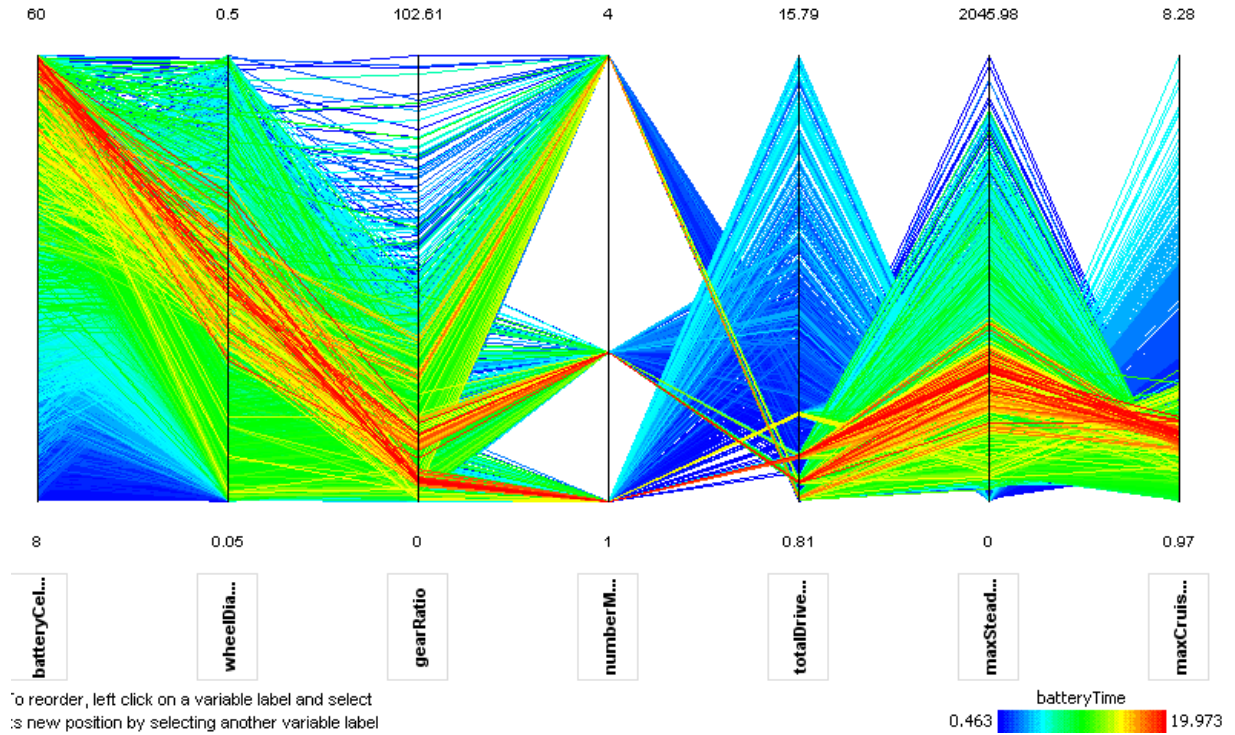 60 0.5 102.61 4 15.79 2045.98 8.28
8 0.05 0 1 0.81 0 0.97
batteryCel... wheelDia... gearRatio numberM... totalDrive... maxStead... maxCruis...
o reorder, left click on a variable label and select
s new position by selecting another variable label
batteryTime
0.463 19.973